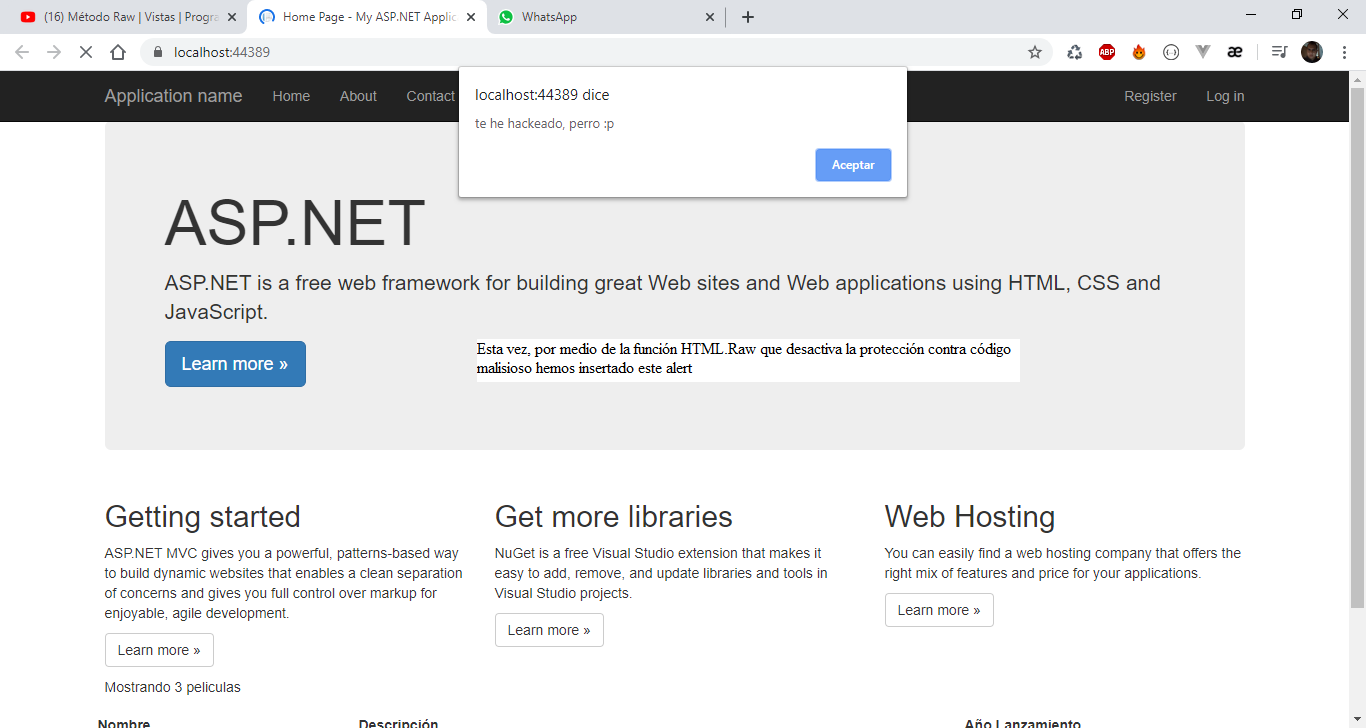 (16) Método Raw | Vistas | Progra
Home Page - My ASP.NET Applic
WhatsApp
localhost:44389
ABP
æ
Application name
Home
About
Contact
Register
Log in
localhost:44389 dice
te he hackeado, perro :p
Aceptar
ASP.NET
ASP.NET is a free web framework for building great Web sites and Web applications using HTML, CSS and
JavaScript.
Learn more »
Esta vez, por medio de la función HTML.Raw que desactiva la protección contra código
malisioso hemos insertado este alert
Getting started
ASP.NET MVC gives you a powerful, patterns-based way
to build dynamic websites that enables a clean separation
of concerns and gives you full control over markup for
enjoyable, agile development.
Learn more »
Get more libraries
NuGet is a free Visual Studio extension that makes it
easy to add, remove, and update libraries and tools in
Visual Studio projects.
Learn more »
Web Hosting
You can easily find a web hosting company that offers the
right mix of features and price for your applications.
Learn more »
Mostrando 3 peliculas
Nombre
Descripción
Año Lanzamiento